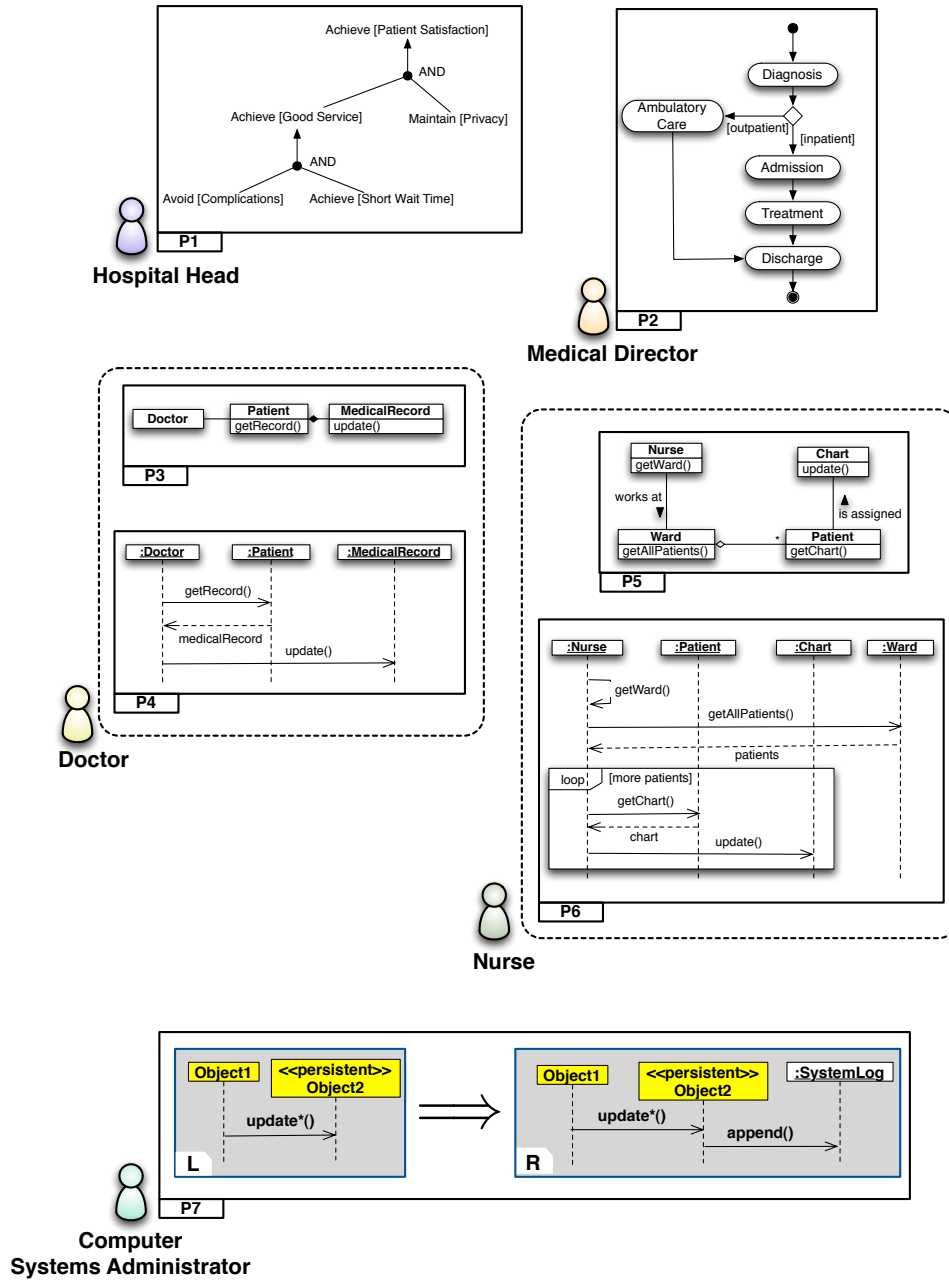 Achieve [Patient Satisfaction]
AND
Achieve [Good Service]
Maintain [Privacy]
AND
Avoid [Complications]
Achieve [Short Wait Time]
P1
Hospital Head
Diagnosis
Ambulatory
Care
[outpatient]
[inpatient]
Admission
Treatment
Discharge
P2
Medical Director
Doctor
Patient
getRecord()
MedicalRecord
update()
P3
:Doctor
:Patient
:MedicalRecord
getRecord()
medicalRecord
update()
P4
Doctor
Nurse
getWard()
Chart
update()
works at
is assigned
Ward
getAllPatients()
*
Patient
getChart()
P5
:Nurse
:Patient
:Chart
:Ward
getWard()
getAllPatients()
patients
loop
[more patients]
getChart()
chart
update()
P6
Nurse
Object1
<<persistent>>
Object2
update*()
L
Object1
<<persistent>>
Object2
:SystemLog
update*()
append()
R
P7
Computer
Systems Administrator